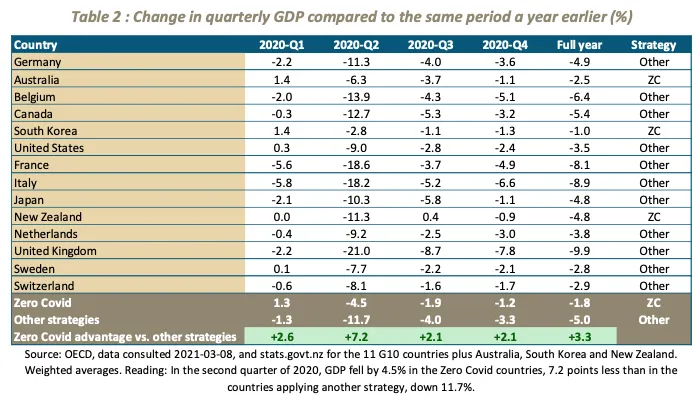 Table 2 : Change in quarterly GDP compared to the same period a year earlier (%)
Country 2020-Q1 2020-Q2 2020-Q3 2020-Q4 Full year Strategy
Germany -2.2 -11.3 -4.0 -3.6 -4.9 Other
Australia 1.4 -6.3 -3.7 -1.1 -2.5 ZC
Belgium -2.0 -13.9 -4.3 -5.1 -6.4 Other
Canada -0.3 -12.7 -5.3 -3.2 -5.4 Other
South Korea 1.4 -2.8 -1.1 -1.3 -1.0 ZC
United States 0.3 -9.0 -2.8 -2.4 -3.5 Other
France -5.6 -18.6 -3.7 -4.9 -8.1 Other
Italy -5.8 -18.2 -5.2 -6.6 -8.9 Other
Japan -2.1 -10.3 -5.8 -1.1 -4.8 Other
New Zealand 0.0 -11.3 0.4 -0.9 -4.8 ZC
Netherlands -0.4 -9.2 -2.5 -3.0 -3.8 Other
United Kingdom -2.2 -21.0 -8.7 -7.8 -9.9 Other
Sweden 0.1 -7.7 -2.2 -2.1 -2.8 Other
Switzerland -0.6 -8.1 -1.6 -1.7 -2.9 Other
Zero Covid 1.3 -4.5 -1.9 -1.2 -1.8 ZC
Other strategies -1.3 -11.7 -4.0 -3.3 -5.0 Other
Zero Covid advantage vs. other strategies +2.6 +7.2 +2.1 +2.1 +3.3
Source: OECD, data consulted 2021-03-08, and stats.govt.nz for the 11 G10 countries plus Australia, South Korea and New Zealand.
Weighted averages. Reading: In the second quarter of 2020, GDP fell by 4.5% in the Zero Covid countries, 7.2 points less than in the
countries applying another strategy, down 11.7%.